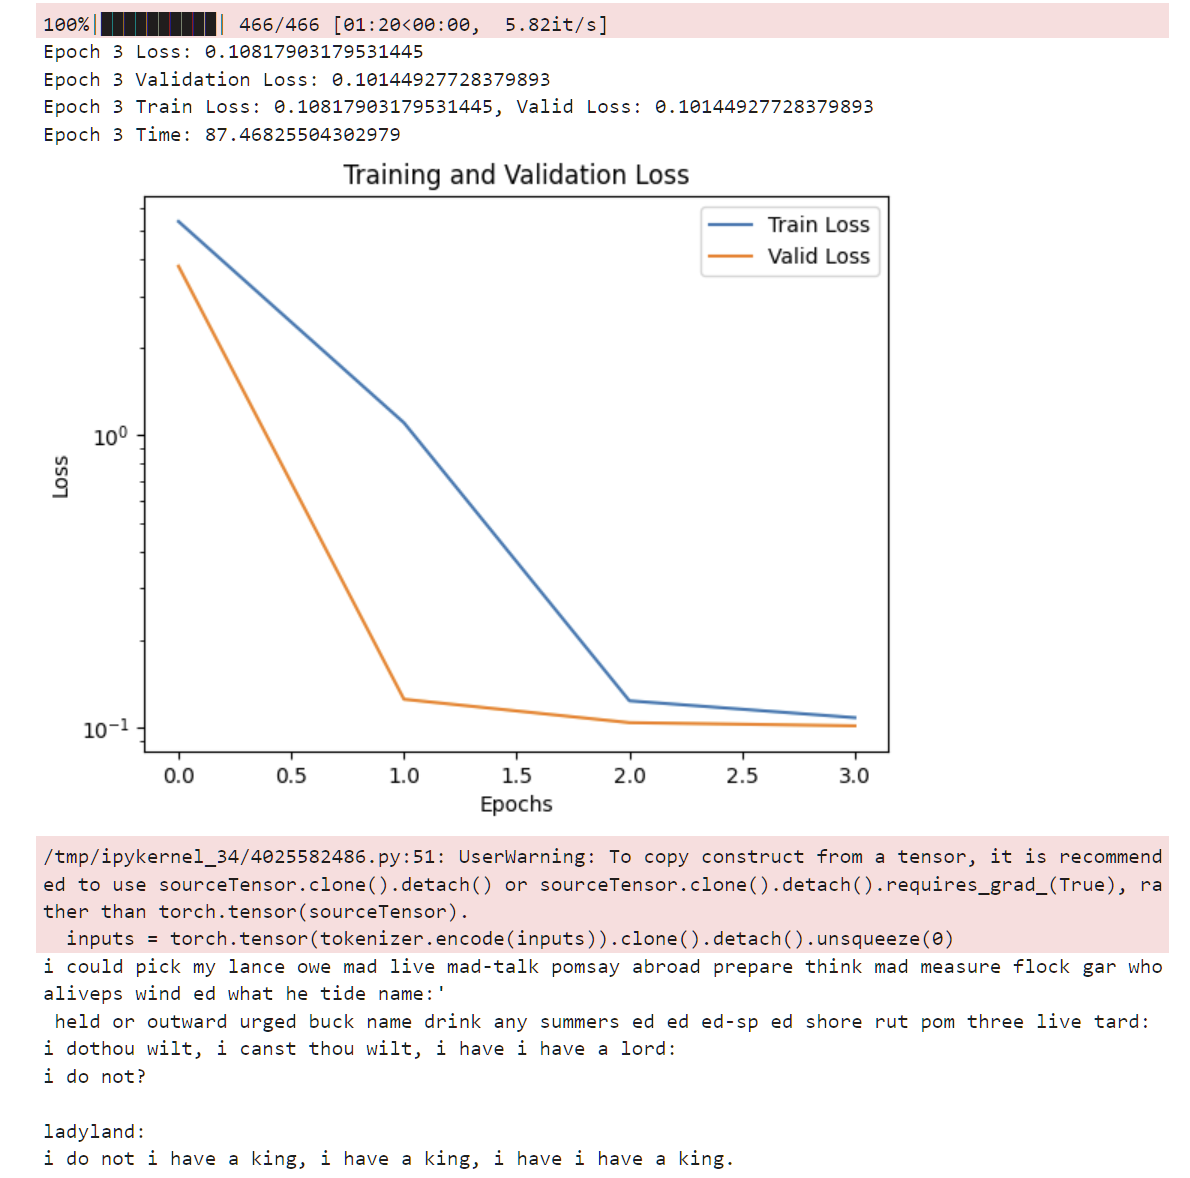 100%|██████████| 466/466 [01:20<00:00,  5.82it/s]
Epoch 3 Loss: 0.10817903179531445
Epoch 3 Validation Loss: 0.10144927728379893
Epoch 3 Train Loss: 0.10817903179531445, Valid Loss: 0.10144927728379893
Epoch 3 Time: 87.46825504302979
Training and Validation Loss
Train Loss
Valid Loss
10⁰
Loss
10⁻¹
0.0 0.5 1.0 1.5 2.0 2.5 3.0
Epochs
/tmp/ipykernel_34/4025582486.py:51: UserWarning: To copy construct from a tensor, it is recommend
ed to use sourceTensor.clone().detach() or sourceTensor.clone().detach().requires_grad_(True), ra
ther than torch.tensor(sourceTensor).
  inputs = torch.tensor(tokenizer.encode(inputs)).clone().detach().unsqueeze(0)
i could pick my lance owe mad live mad-talk pomsay abroad prepare think mad measure flock gar who
aliveps wind ed what he tide name:'
 held or outward urged buck name drink any summers ed ed ed-sp ed shore rut pom three live tard:
i dothou wilt, i canst thou wilt, i have i have a lord:
i do not?
ladyland:
i do not i have a king, i have a king, i have i have a king.